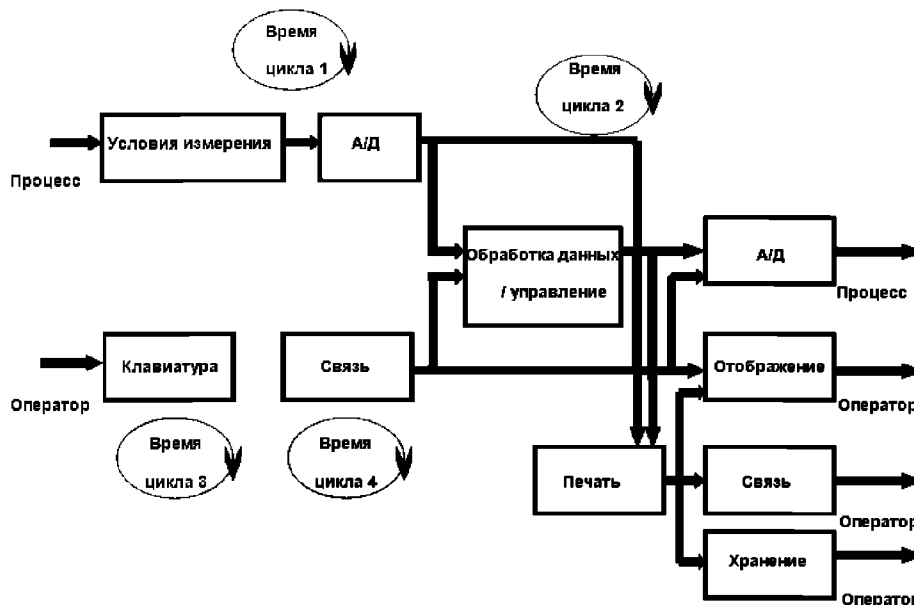 Время
цикла 1
Время
цикла 2
Условия измерения
А/Д
Процесс
Обработка данных
/ управление
А/Д
Процесс
Клавиатура
Связь
Отображение
Оператор
Оператор
Время
цикла 3
Время
цикла 4
Печать
Связь
Оператор
Хранение
Оператор